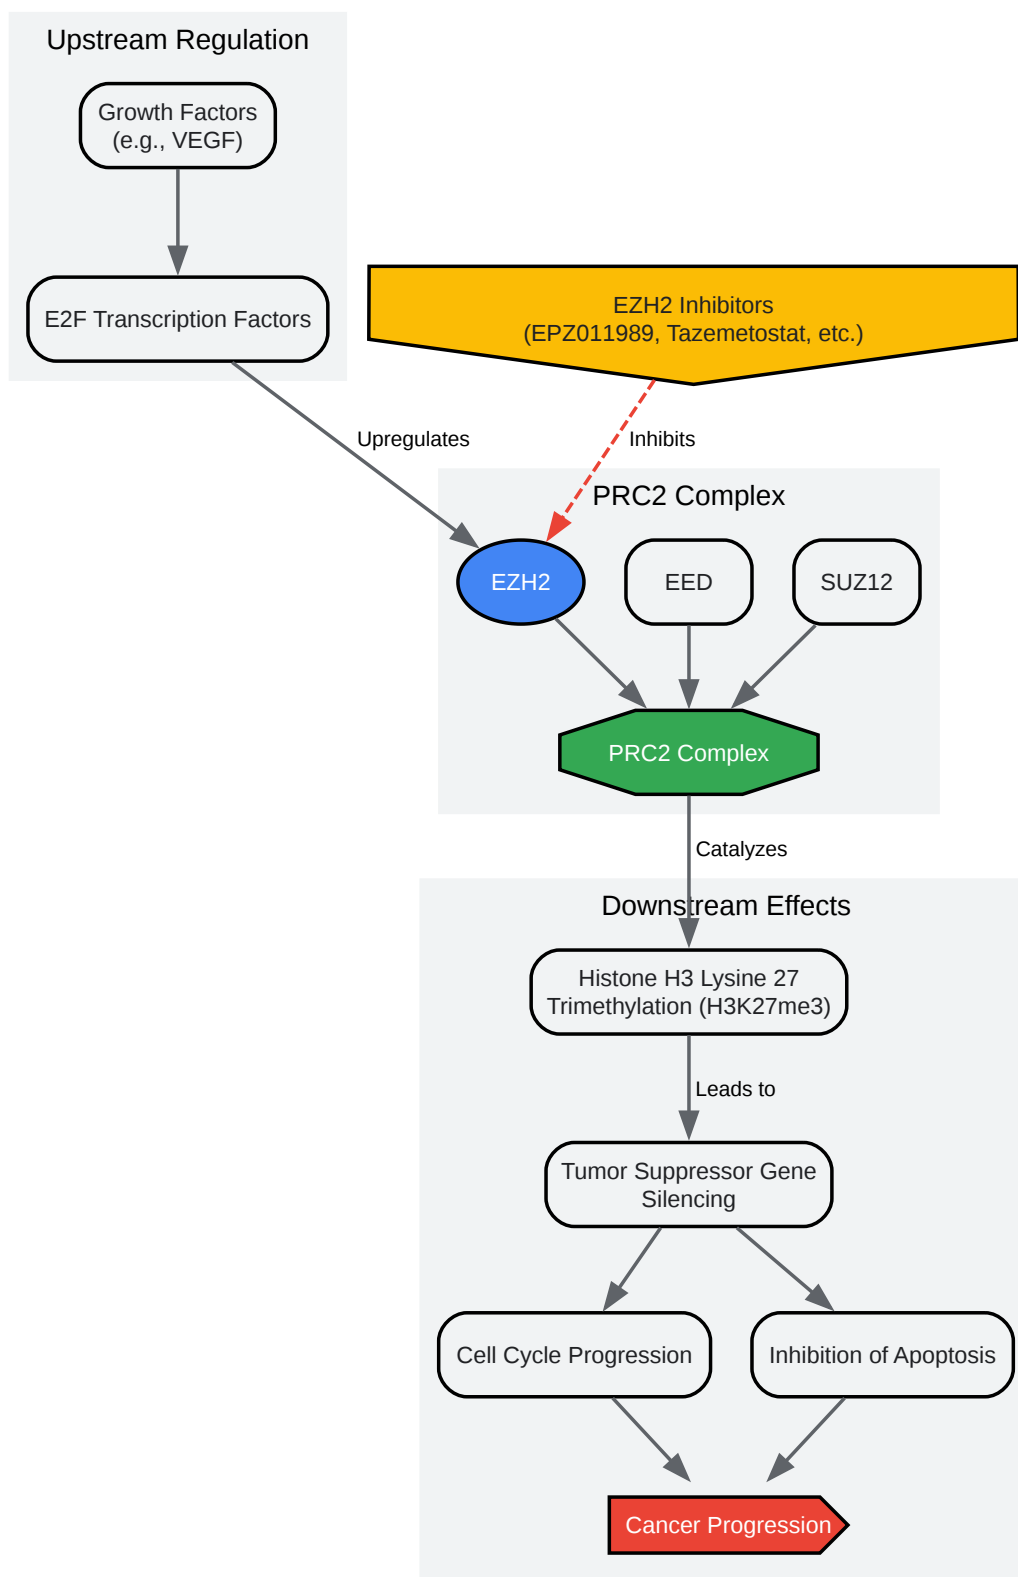 Upstream Regulation
Growth Factors
(e.g., VEGF)
E2F Transcription Factors
EZH2 Inhibitors
(EPZ011989, Tazemetostat, etc.)
Upregulates
Inhibits
PRC2 Complex
EZH2
EED
SUZ12
PRC2 Complex
Catalyzes
Downstream Effects
Histone H3 Lysine 27
Trimethylation (H3K27me3)
Leads to
Tumor Suppressor Gene
Silencing
Cell Cycle Progression
Inhibition of Apoptosis
Cancer Progression